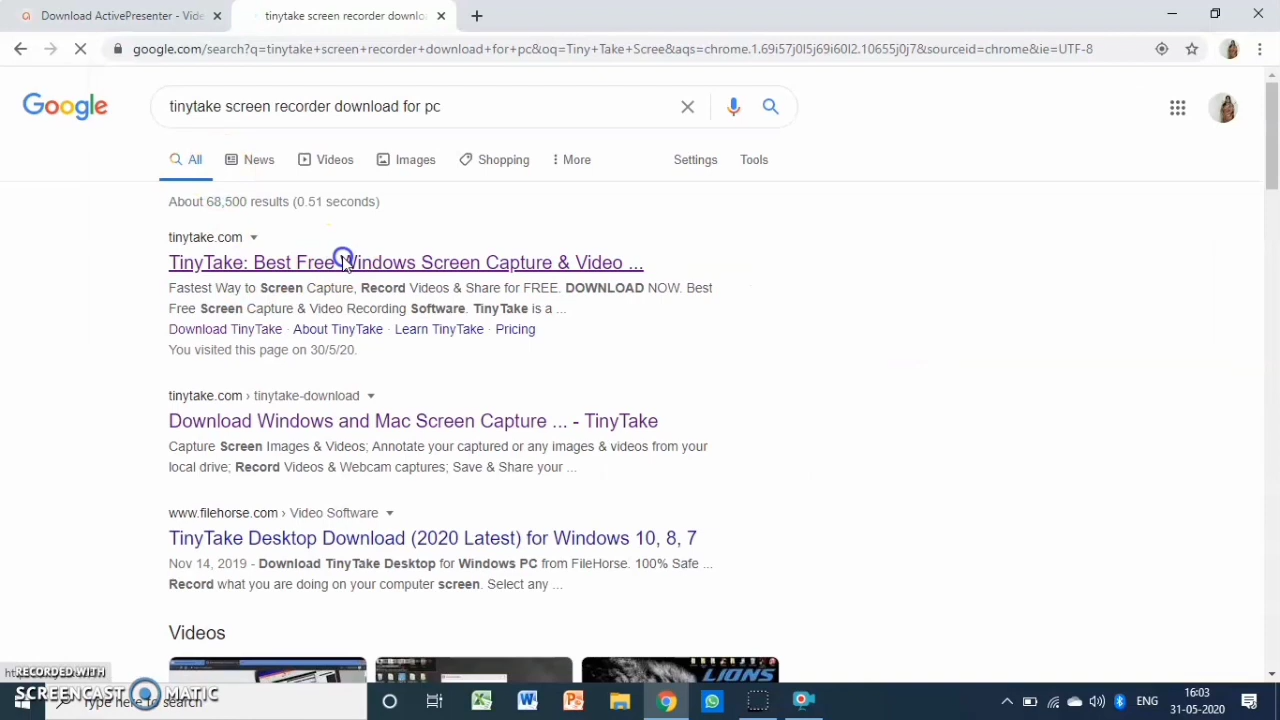 Download ActivePresenter - Vide
tinytake screen recorder downlo
google.com/search?q=tinytake+screen+recorder+download+for+pc&oq=Tiny+Take+Scree&aqs=chrome.1.69i57j0l5j69i60l2.10655j0j7&sourceid=chrome&ie=UTF-8
Google
tinytake screen recorder download for pc
All News Videos Images Shopping More Settings Tools
About 68,500 results (0.51 seconds)
tinytake.com
TinyTake: Best Free Windows Screen Capture & Video ...
Fastest Way to Screen Capture, Record Videos & Share for FREE. DOWNLOAD NOW. Best
Free Screen Capture & Video Recording Software. TinyTake is a ...
Download TinyTake · About TinyTake · Learn TinyTake · Pricing
You visited this page on 30/5/20.
tinytake.com › tinytake-download
Download Windows and Mac Screen Capture ... - TinyTake
Capture Screen Images & Videos; Annotate your captured or any images & videos from your
local drive; Record Videos & Webcam captures; Save & Share your ...
www.filehorse.com › Video Software
TinyTake Desktop Download (2020 Latest) for Windows 10, 8, 7
Nov 14, 2019 - Download TinyTake Desktop for Windows PC from FileHorse. 100% Safe ...
Record what you are doing on your computer screen. Select any ...
Videos
LIONS
RECORDED WITH
SCREENCAST MATIC
Type here to search
ENG
16:03
31-05-2020